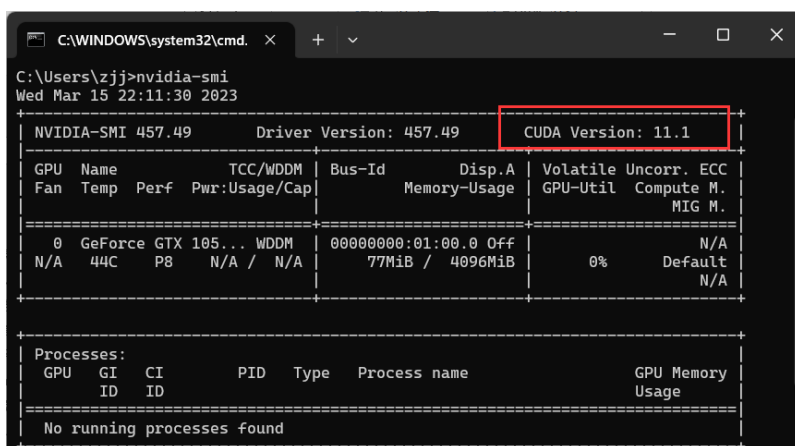 C:\WINDOWS\system32\cmd. × + ∨ — □ ×
C:\Users\zjj>nvidia-smi
Wed Mar 15 22:11:30 2023
+-----------------------------------------------------------------------------+
| NVIDIA-SMI 457.49       Driver Version: 457.49       CUDA Version: 11.1     |
|-------------------------------+----------------------+----------------------+
| GPU  Name            TCC/WDDM | Bus-Id        Disp.A | Volatile Uncorr. ECC |
| Fan  Temp  Perf  Pwr:Usage/Cap|         Memory-Usage | GPU-Util  Compute M. |
|                               |                      |               MIG M. |
|===============================+======================+======================|
|   0  GeForce GTX 105... WDDM  | 00000000:01:00.0 Off |                  N/A |
| N/A   44C    P8    N/A /  N/A |     77MiB /  4096MiB |      0%      Default |
|                               |                      |                  N/A |
+-------------------------------+----------------------+----------------------+
+-----------------------------------------------------------------------------+
| Processes:                                                                  |
|  GPU   GI   CI        PID   Type   Process name                  GPU Memory |
|        ID   ID                                                   Usage      |
|=============================================================================|
|  No running processes found                                                 |